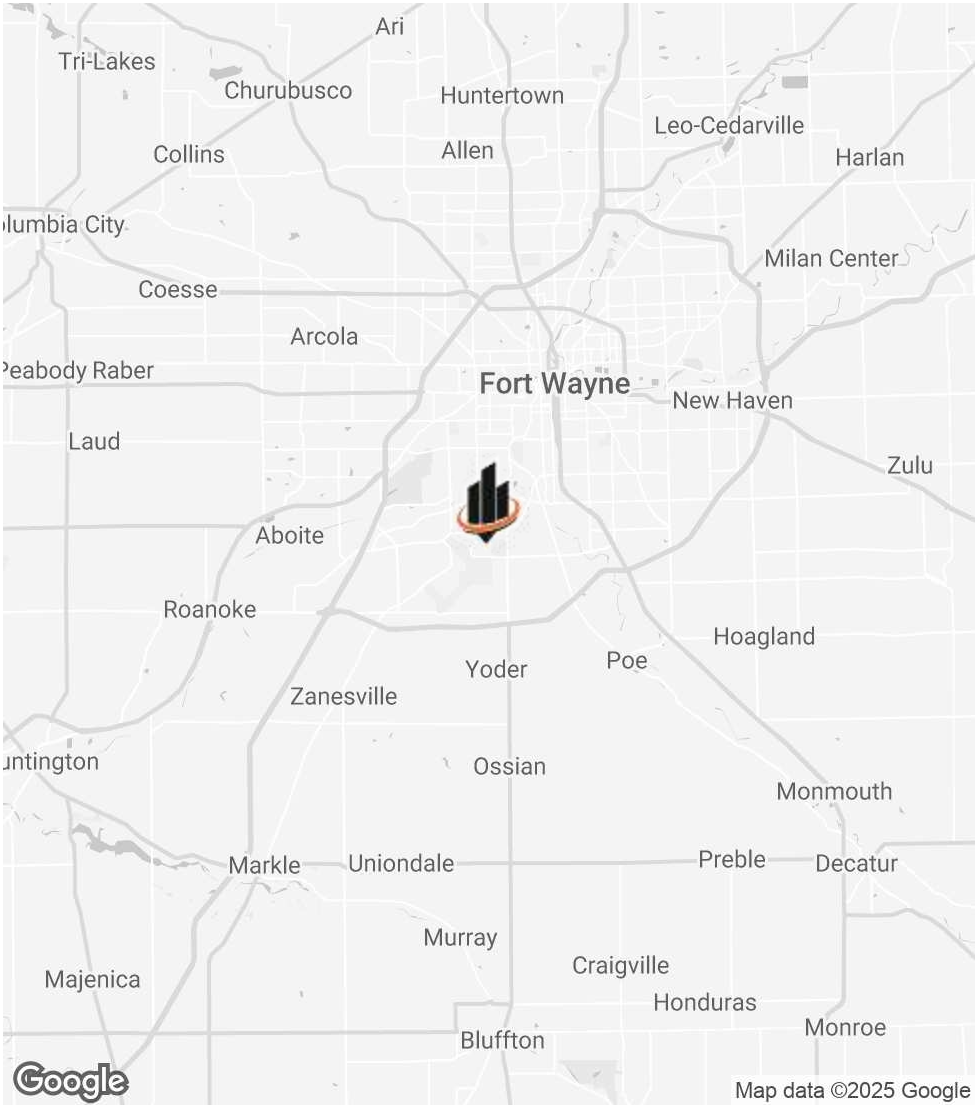 Ari
Tri-Lakes
Churubusco
Huntertown
Leo-Cedarville
Allen
Collins
Harlan
olumbia City
Milan Center
Coesse
Arcola
Peabody Raber
Fort Wayne
New Haven
Laud
Zulu
Aboite
Roanoke
Hoagland
Poe
Yoder
Zanesville
untington
Ossian
Monmouth
Markle
Uniondale
Preble
Decatur
Murray
Craigville
Majenica
Honduras
Monroe
Bluffton
Google
Map data ©2025 Google